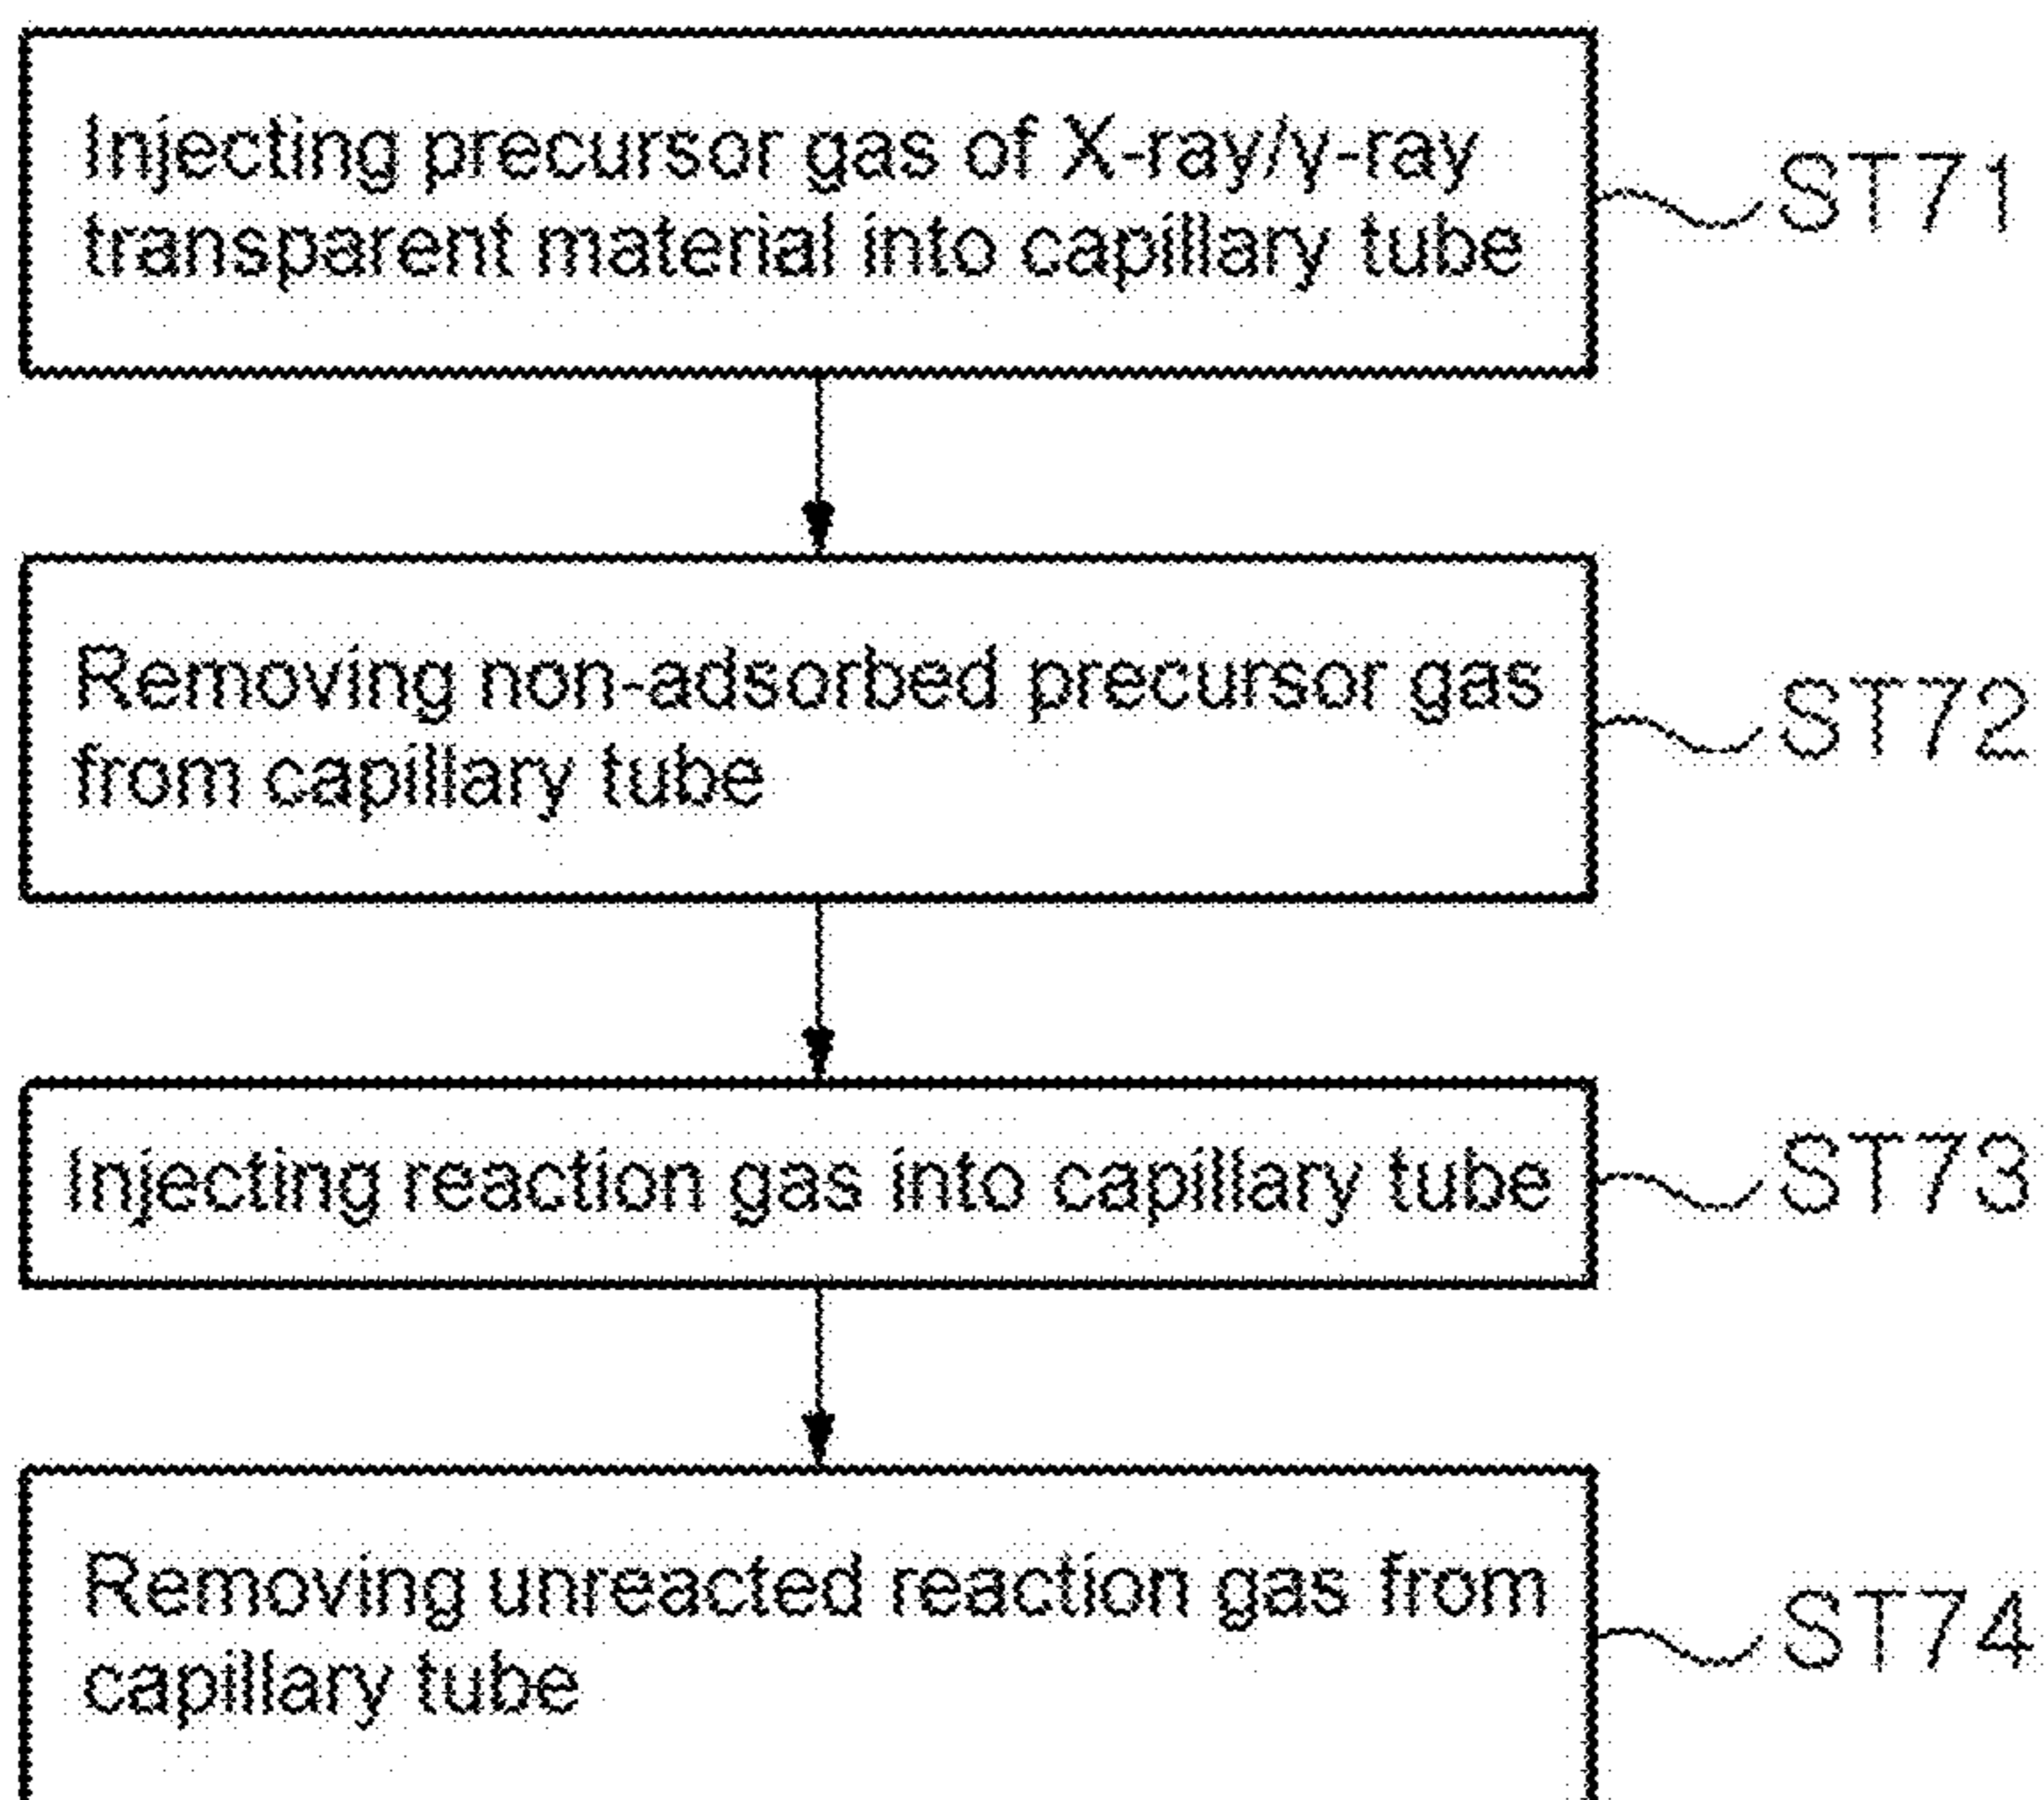 Injecting precursor gas of X-ray/γ-ray
transparent material into capillary tube
ST71
Removing non-adsorbed precursor gas
from capillary tube
ST72
Injecting reaction gas into capillary tube
ST73
Removing unreacted reaction gas from
capillary tube
ST74